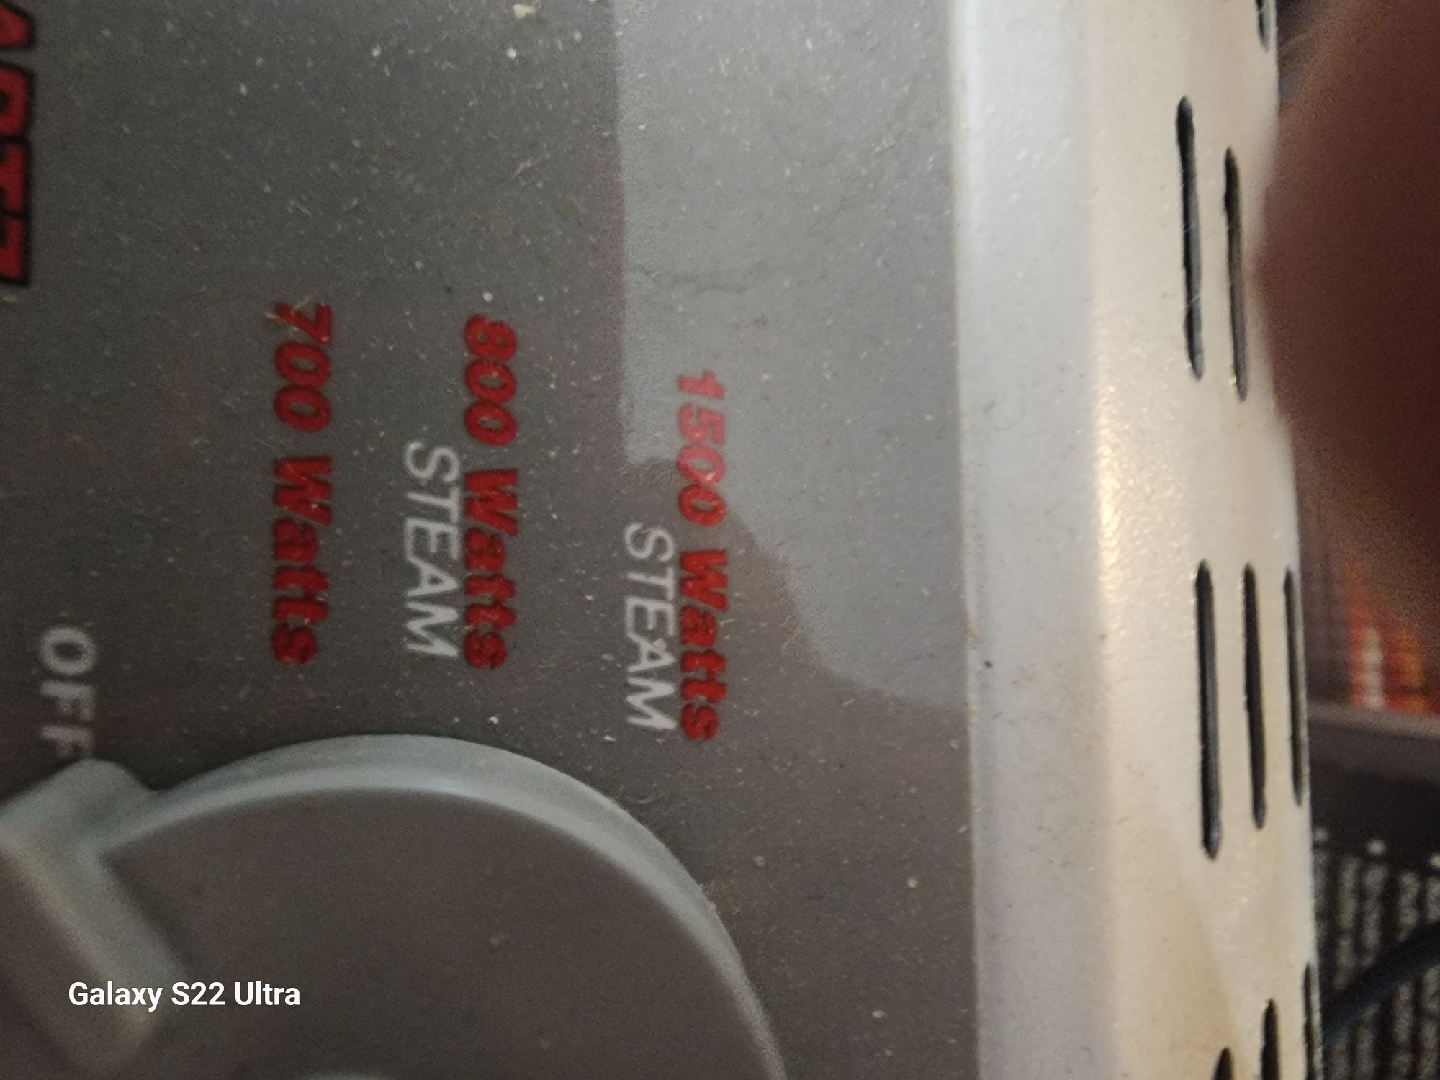 OFF
700 Watts
800 Watts
STEAM
1500 Watts
STEAM
Galaxy S22 Ultra